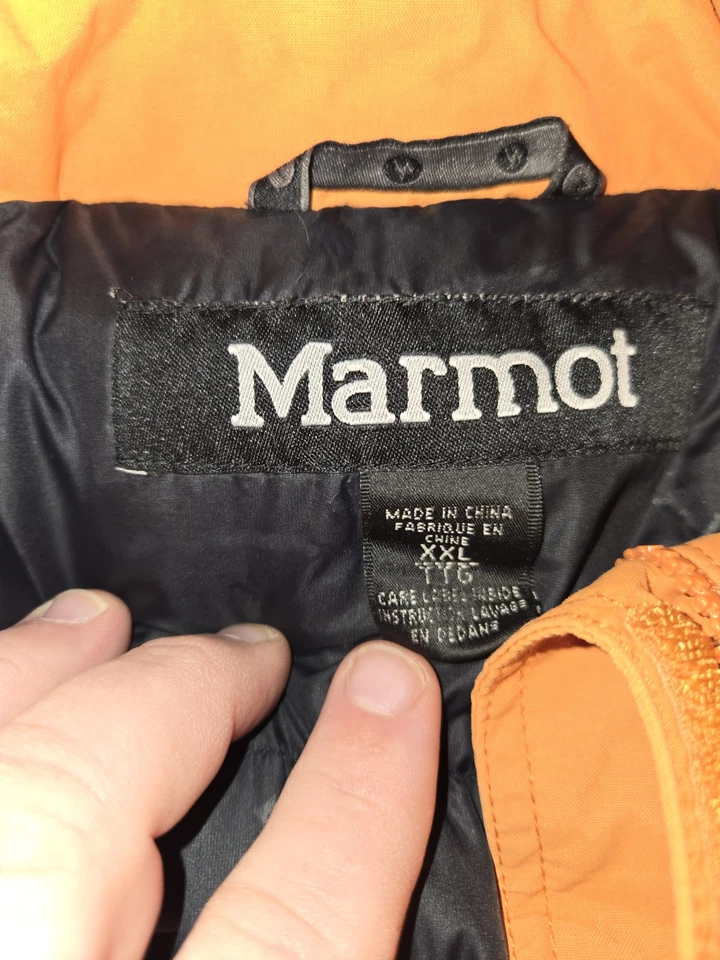 Marmot
MADE IN CHINA
FABRIQUE EN
CHINE
XXL
TTG
CARE LABEL INSIDE
INSTRUCTION LAVAGE
EN DEDANS